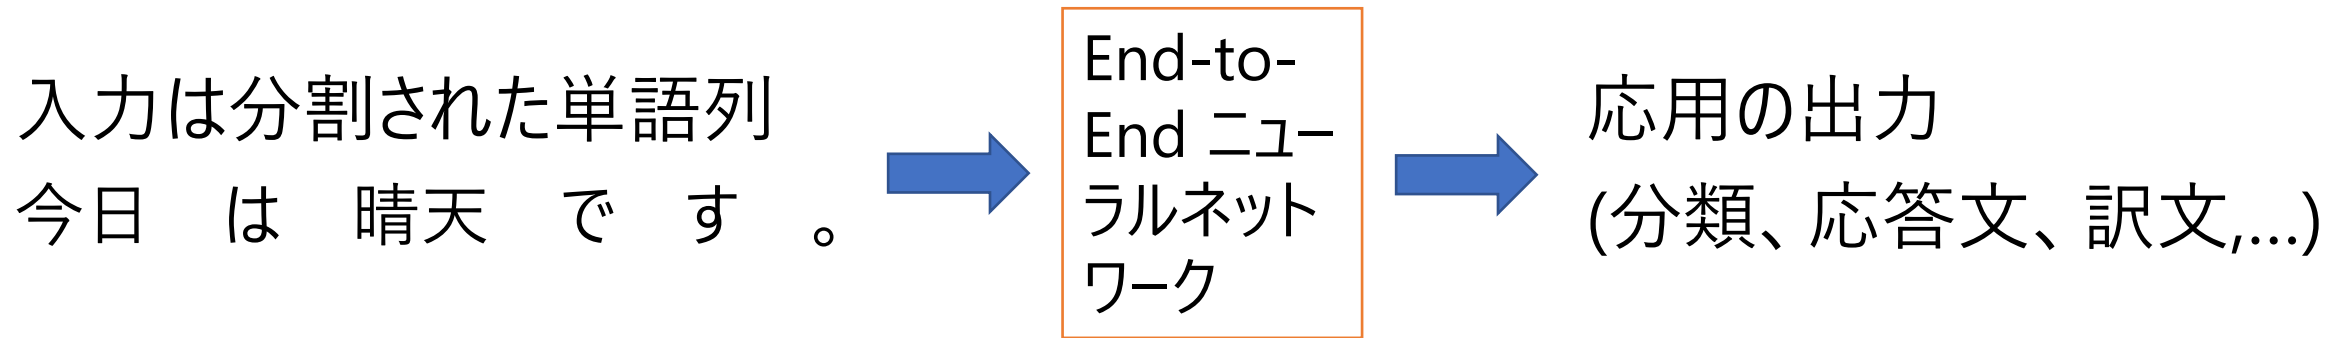 入力は分割された単語列
今日 は 晴天 で す 。
End-to-
End ニュー
ラルネット
ワーク
応用の出力
(分類、応答文、訳文,…)